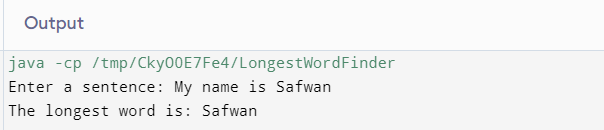 Output
java -cp /tmp/CkyOOE7Fe4/LongestWordFinder
Enter a sentence: My name is Safwan
The longest word is: Safwan